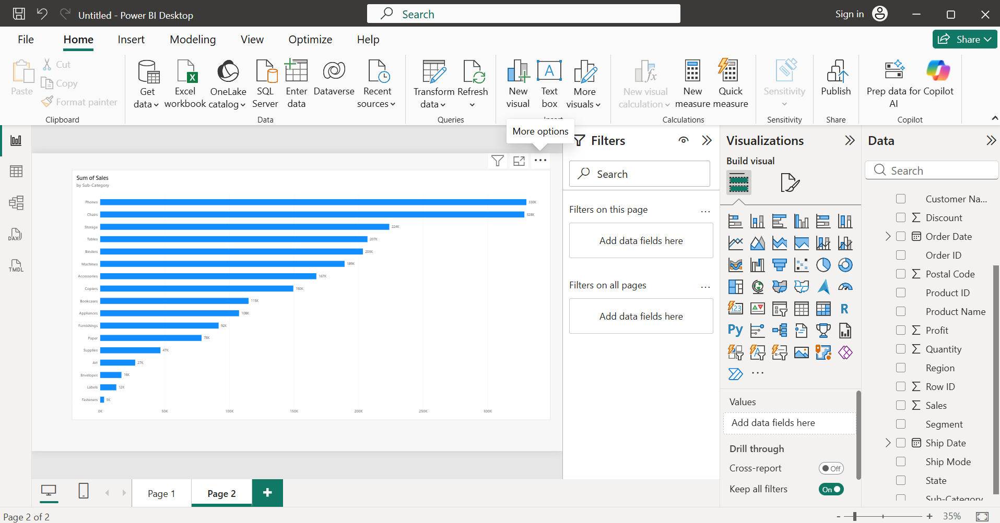 Untitled - Power BI Desktop
Search
Sign in
File
Home
Insert
Modeling
View
Optimize
Help
Share
Paste
Cut
Copy
Format painter
Clipboard
Get data
Excel workbook
OneLake catalog
SQL Server
Enter data
Dataverse
Recent sources
Data
Transform data
Refresh
Queries
New visual
Text box
More visuals
New visual calculation
New measure
Quick measure
Calculations
Sensitivity
Sensitivity
Publish
Share
Prep data for AI
Copilot
Copilot
More options
DAX
TMDL
Sum of Sales
by Sub-Category
Phones 330K
Chairs 328K
Storage 224K
Tables 207K
Binders 203K
Machines 189K
Accessories 167K
Copiers 150K
Bookcases 115K
Appliances 108K
Furnishings 92K
Paper 78K
Supplies 47K
Art 27K
Envelopes 16K
Labels 12K
Fasteners 3K
0K 50K 100K 150K 200K 250K 300K
Filters
Search
Filters on this page
Add data fields here
Filters on all pages
Add data fields here
Visualizations
Build visual
123
R
Py
Values
Add data fields here
Drill through
Cross-report Off
Keep all filters On
Data
Search
Customer Na...
Discount
Order Date
Order ID
Postal Code
Product ID
Product Name
Profit
Quantity
Region
Row ID
Sales
Segment
Ship Date
Ship Mode
State
Sub-Category
Page 1
Page 2
Page 2 of 2
35%